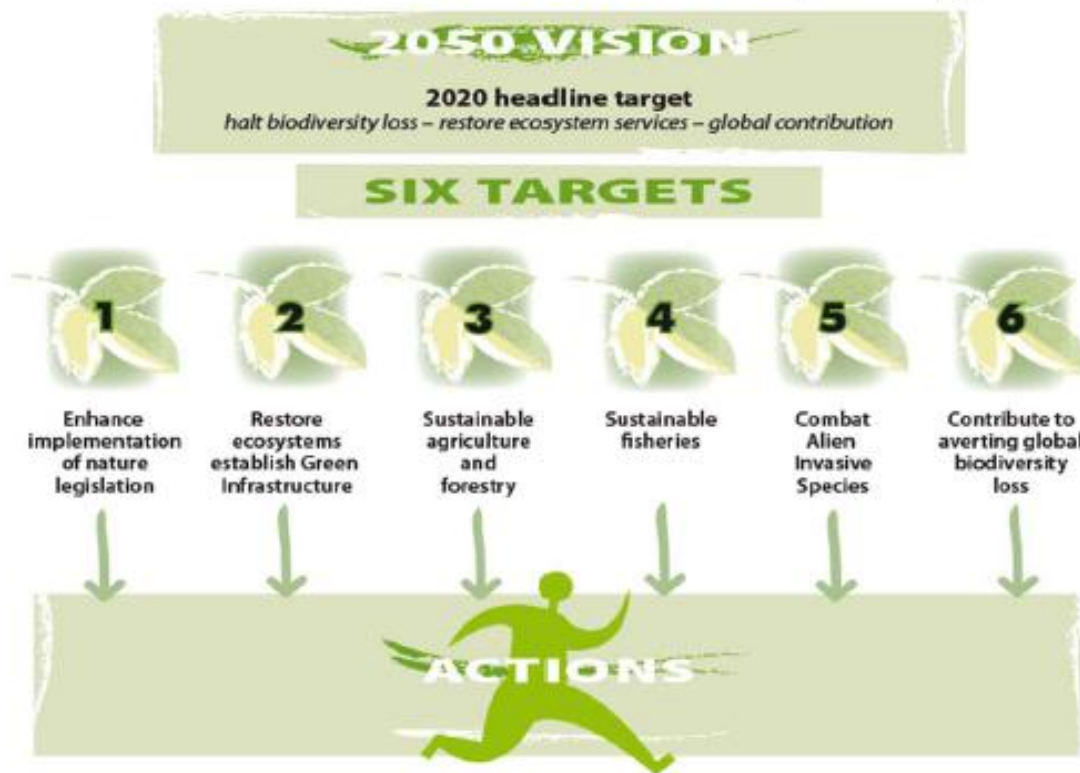 2050 VISION
2020 headline target
halt biodiversity loss – restore ecosystem services – global contribution
SIX TARGETS
1
2
3
4
5
6
Enhance
implementation
of nature
legislation
Restore
ecosystems
establish Green
Infrastructure
Sustainable
agriculture
and
forestry
Sustainable
fisheries
Combat
Alien
Invasive
Species
Contribute to
averting global
biodiversity
loss
ACTIONS